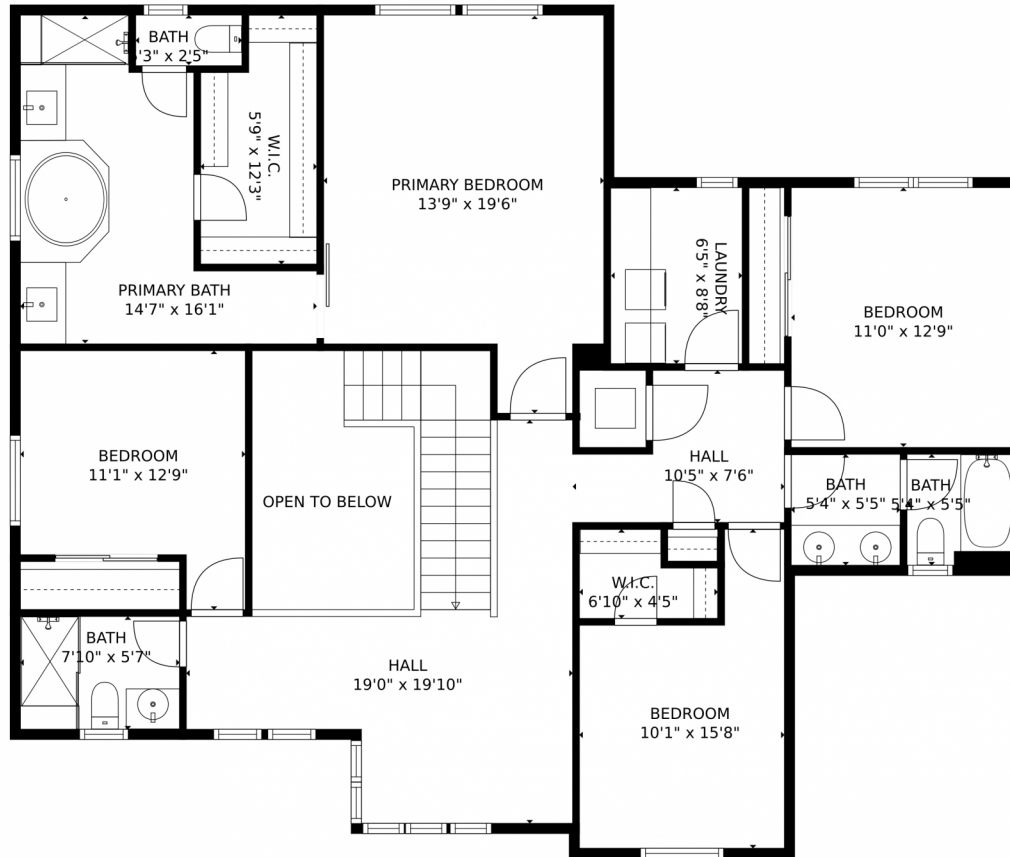 BATH
'3" x 2'5"
W.I.C.
5'9" x 12'3"
PRIMARY BEDROOM
13'9" x 19'6"
LAUNDRY
6'5" x 8'8"
PRIMARY BATH
14'7" x 16'1"
BEDROOM
11'0" x 12'9"
BEDROOM
11'1" x 12'9"
OPEN TO BELOW
HALL
10'5" x 7'6"
BATH
5'4" x 5'5"
BATH
5'4" x 5'5"
W.I.C.
6'10" x 4'5"
BATH
7'10" x 5'7"
HALL
19'0" x 19'10"
BEDROOM
10'1" x 15'8"